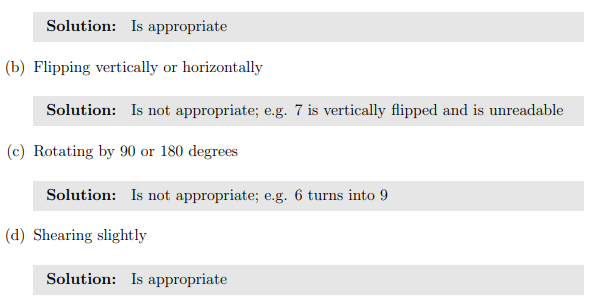 Solution: Is appropriate
(b) Flipping vertically or horizontally
Solution: Is not appropriate; e.g. 7 is vertically flipped and is unreadable
(c) Rotating by 90 or 180 degrees
Solution: Is not appropriate; e.g. 6 turns into 9
(d) Shearing slightly
Solution: Is appropriate